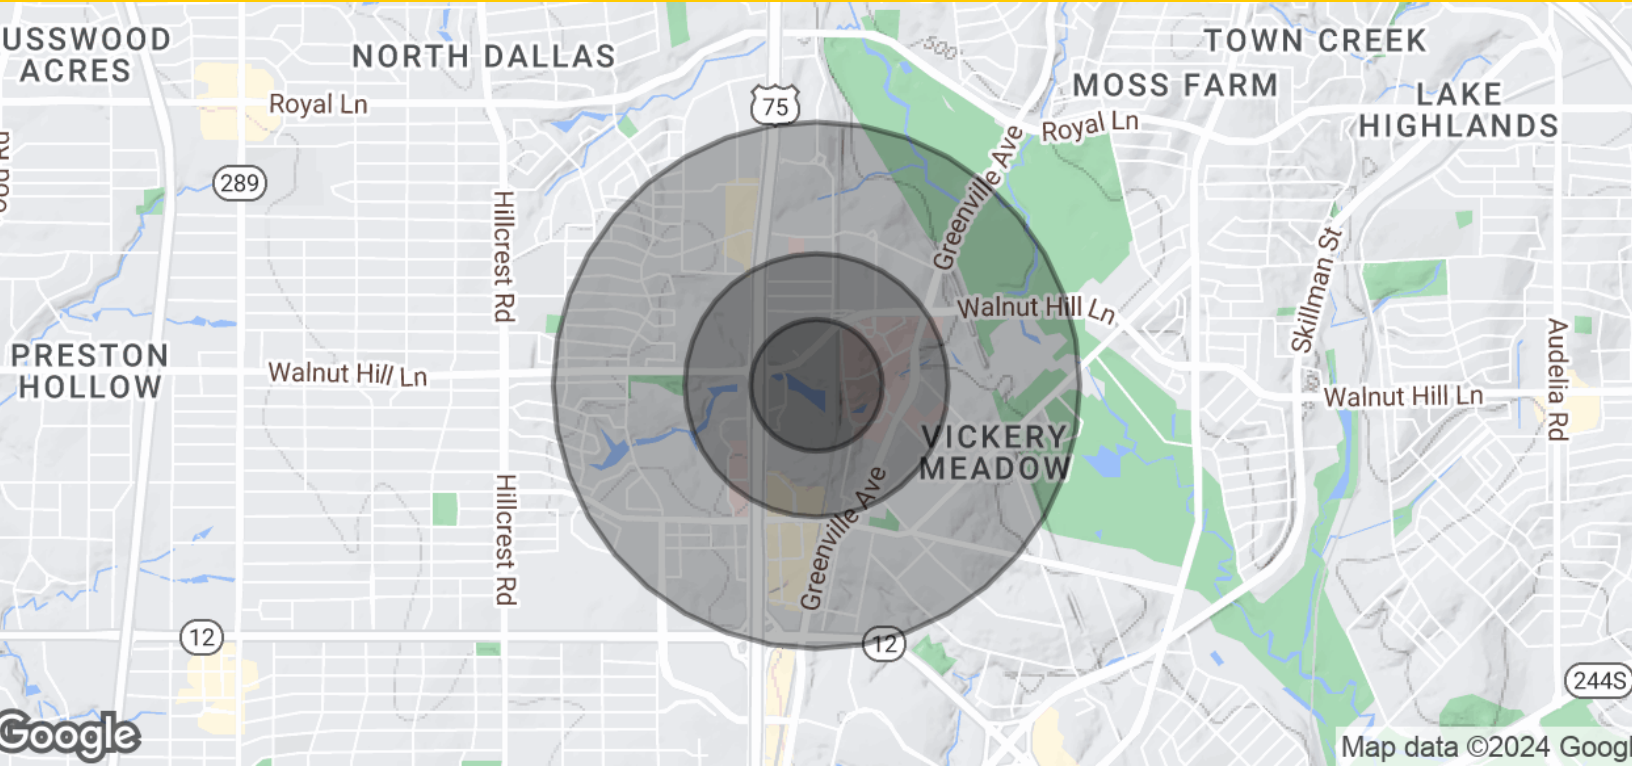 USSWOOD
ACRES
NORTH DALLAS
500
TOWN CREEK
MOSS FARM
LAKE
HIGHLANDS
Royal Ln
75
Royal Ln
289
Greenville Ave
Hillcrest Rd
Skillman St
Walnut Hill Ln
PRESTON
HOLLOW
Walnut Hill Ln
Audelia Rd
Walnut Hill Ln
VICKERY
MEADOW
Hillcrest Rd
Greenville Ave
12
12
244S
Google
Map data ©2024 Googl